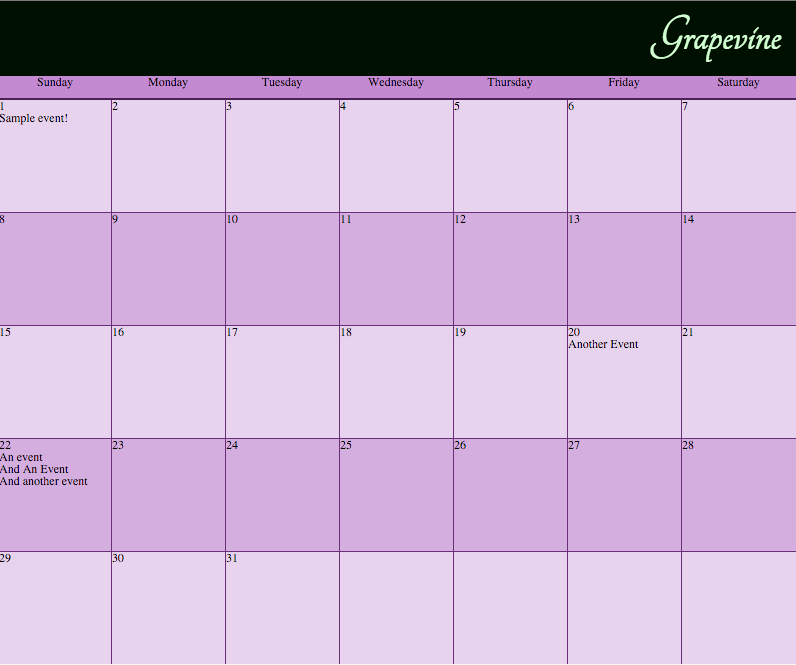 Grapevine
Sunday Monday Tuesday Wednesday Thursday Friday Saturday
1 2 3 4 5 6 7
Sample event!
8 9 10 11 12 13 14
15 16 17 18 19 20 21
Another Event
22 23 24 25 26 27 28
An event
And An Event
And another event
29 30 31